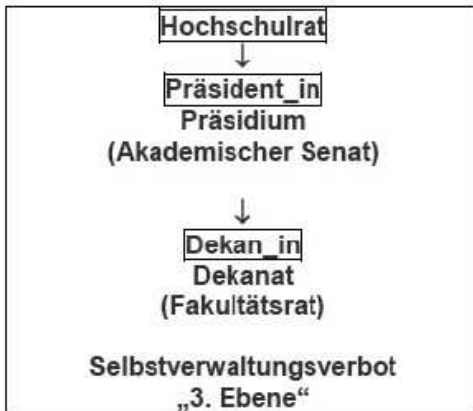 Hochschulrat
↓
Präsident_in
Präsidium
(Akademischer Senat)
↓
Dekan_in
Dekanat
(Fakultätsrat)
Selbstverwaltungsverbot
„3. Ebene“